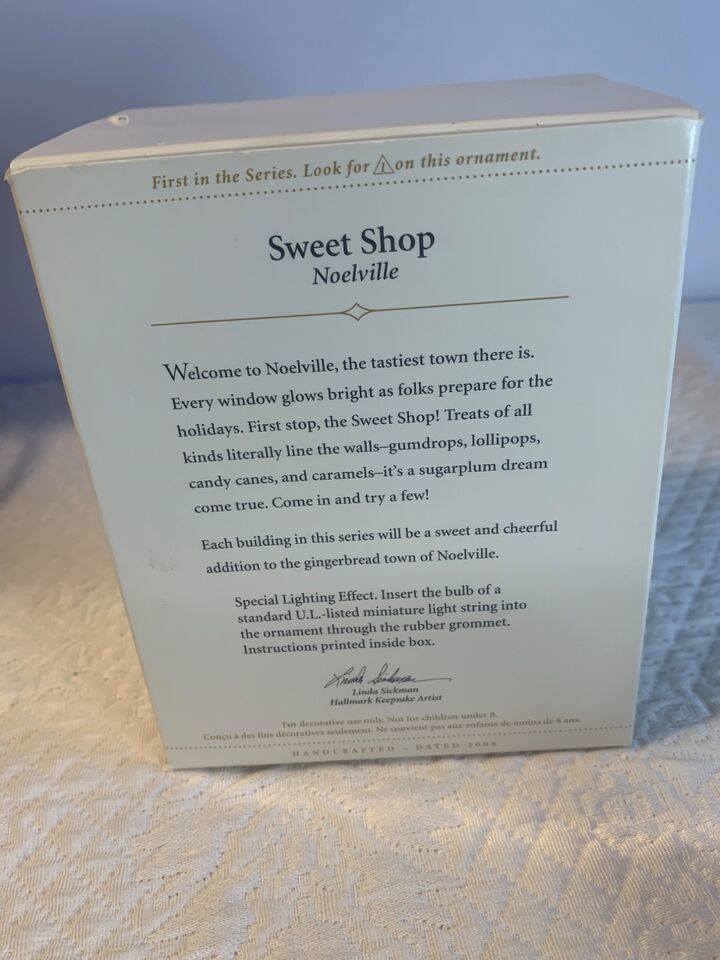 First in the Series. Look for 1 on this ornament.
Sweet Shop
Noelville
Welcome to Noelville, the tastiest town there is.
Every window glows bright as folks prepare for the
holidays. First stop, the Sweet Shop! Treats of all
kinds literally line the walls–gumdrops, lollipops,
candy canes, and caramels–it's a sugarplum dream
come true. Come in and try a few!
Each building in this series will be a sweet and cheerful
addition to the gingerbread town of Noelville.
Special Lighting Effect. Insert the bulb of a
standard U.L.-listed miniature light string into
the ornament through the rubber grommet.
Instructions printed inside box.
Linda Sickman
Linda Sickman
Hallmark Keepsake Artist
For decorative use only. Not for children under 8.
Conçu à des fins décoratives seulement. Ne convient pas aux enfants de moins de 8 ans.
HANDCRAFTED – DATED 2006